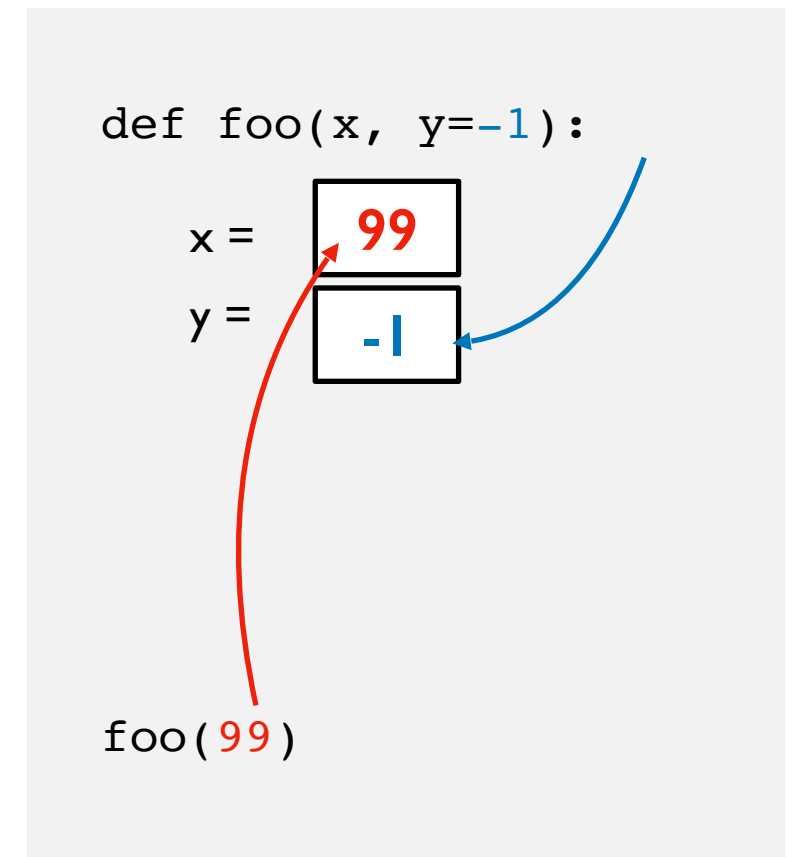 def foo(x, y=-1):
x = 99
y = -1
foo(99)